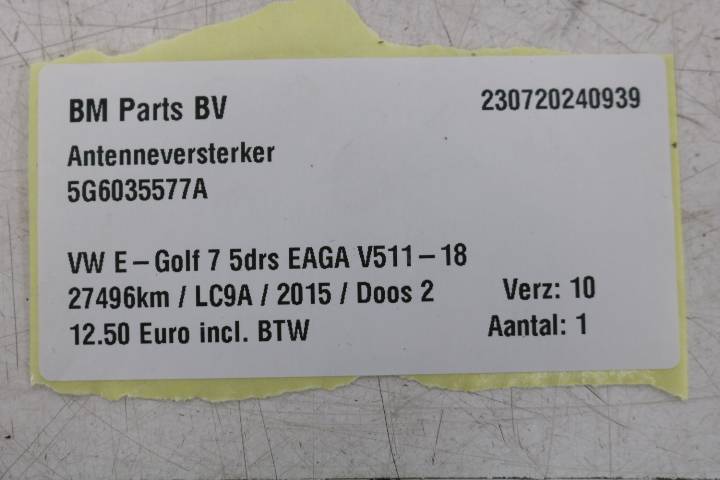 BM Parts BV 230720240939
Antenneversterker
5G6035577A
VW E-Golf 7 5drs EAGA V511-18
27496km / LC9A / 2015 / Doos 2 Verz: 10
12.50 Euro incl. BTW Aantal: 1